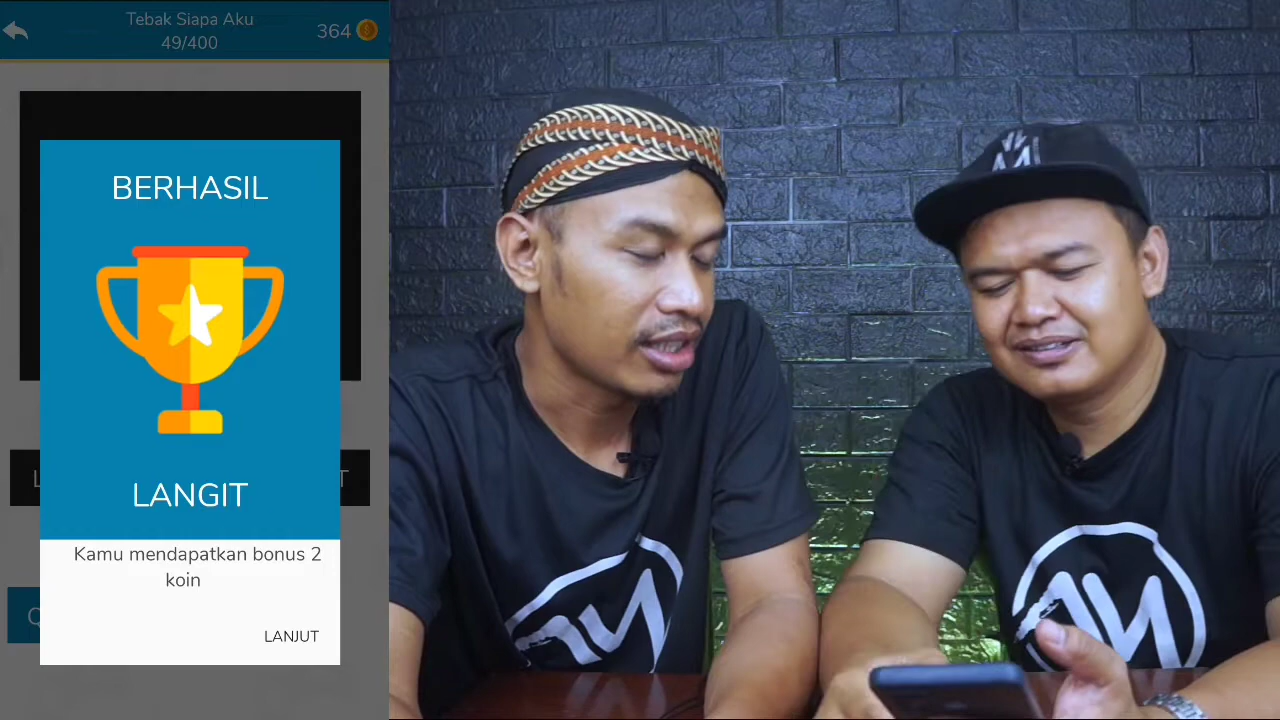 Tebak Siapa Aku
49/400
364
BERHASIL
LANGIT
Kamu mendapatkan bonus 2
koin
LANJUT